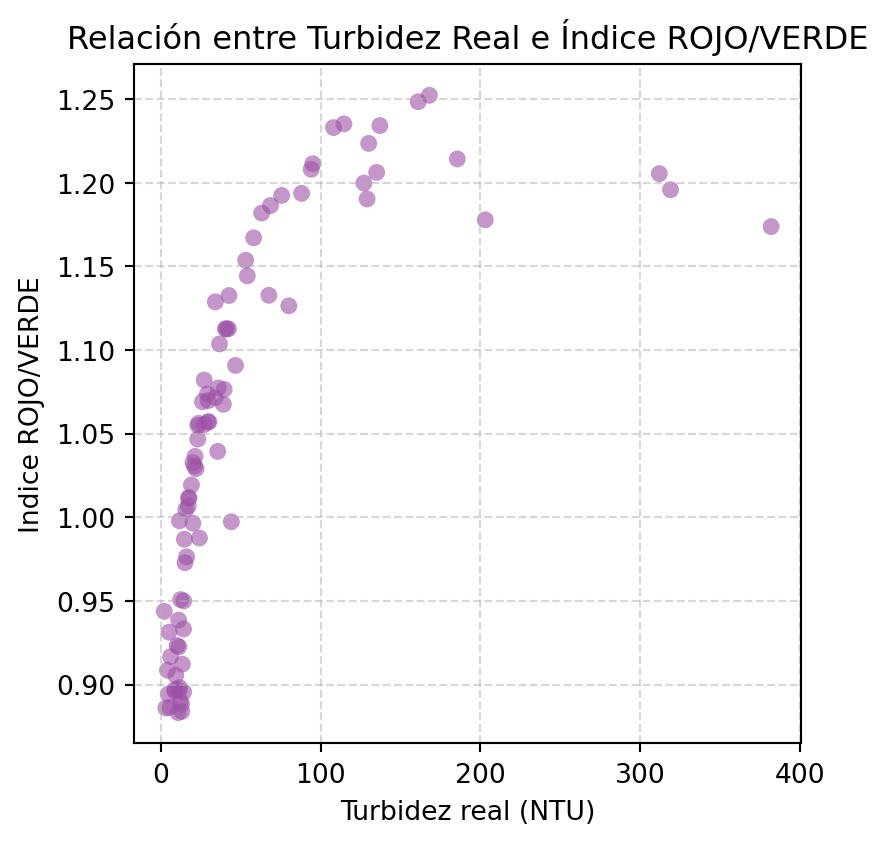 Relación entre Turbidez Real e Índice ROJO/VERDE
Indice ROJO/VERDE
1.25
1.20
1.15
1.10
1.05
1.00
0.95
0.90
0 100 200 300 400
Turbidez real (NTU)